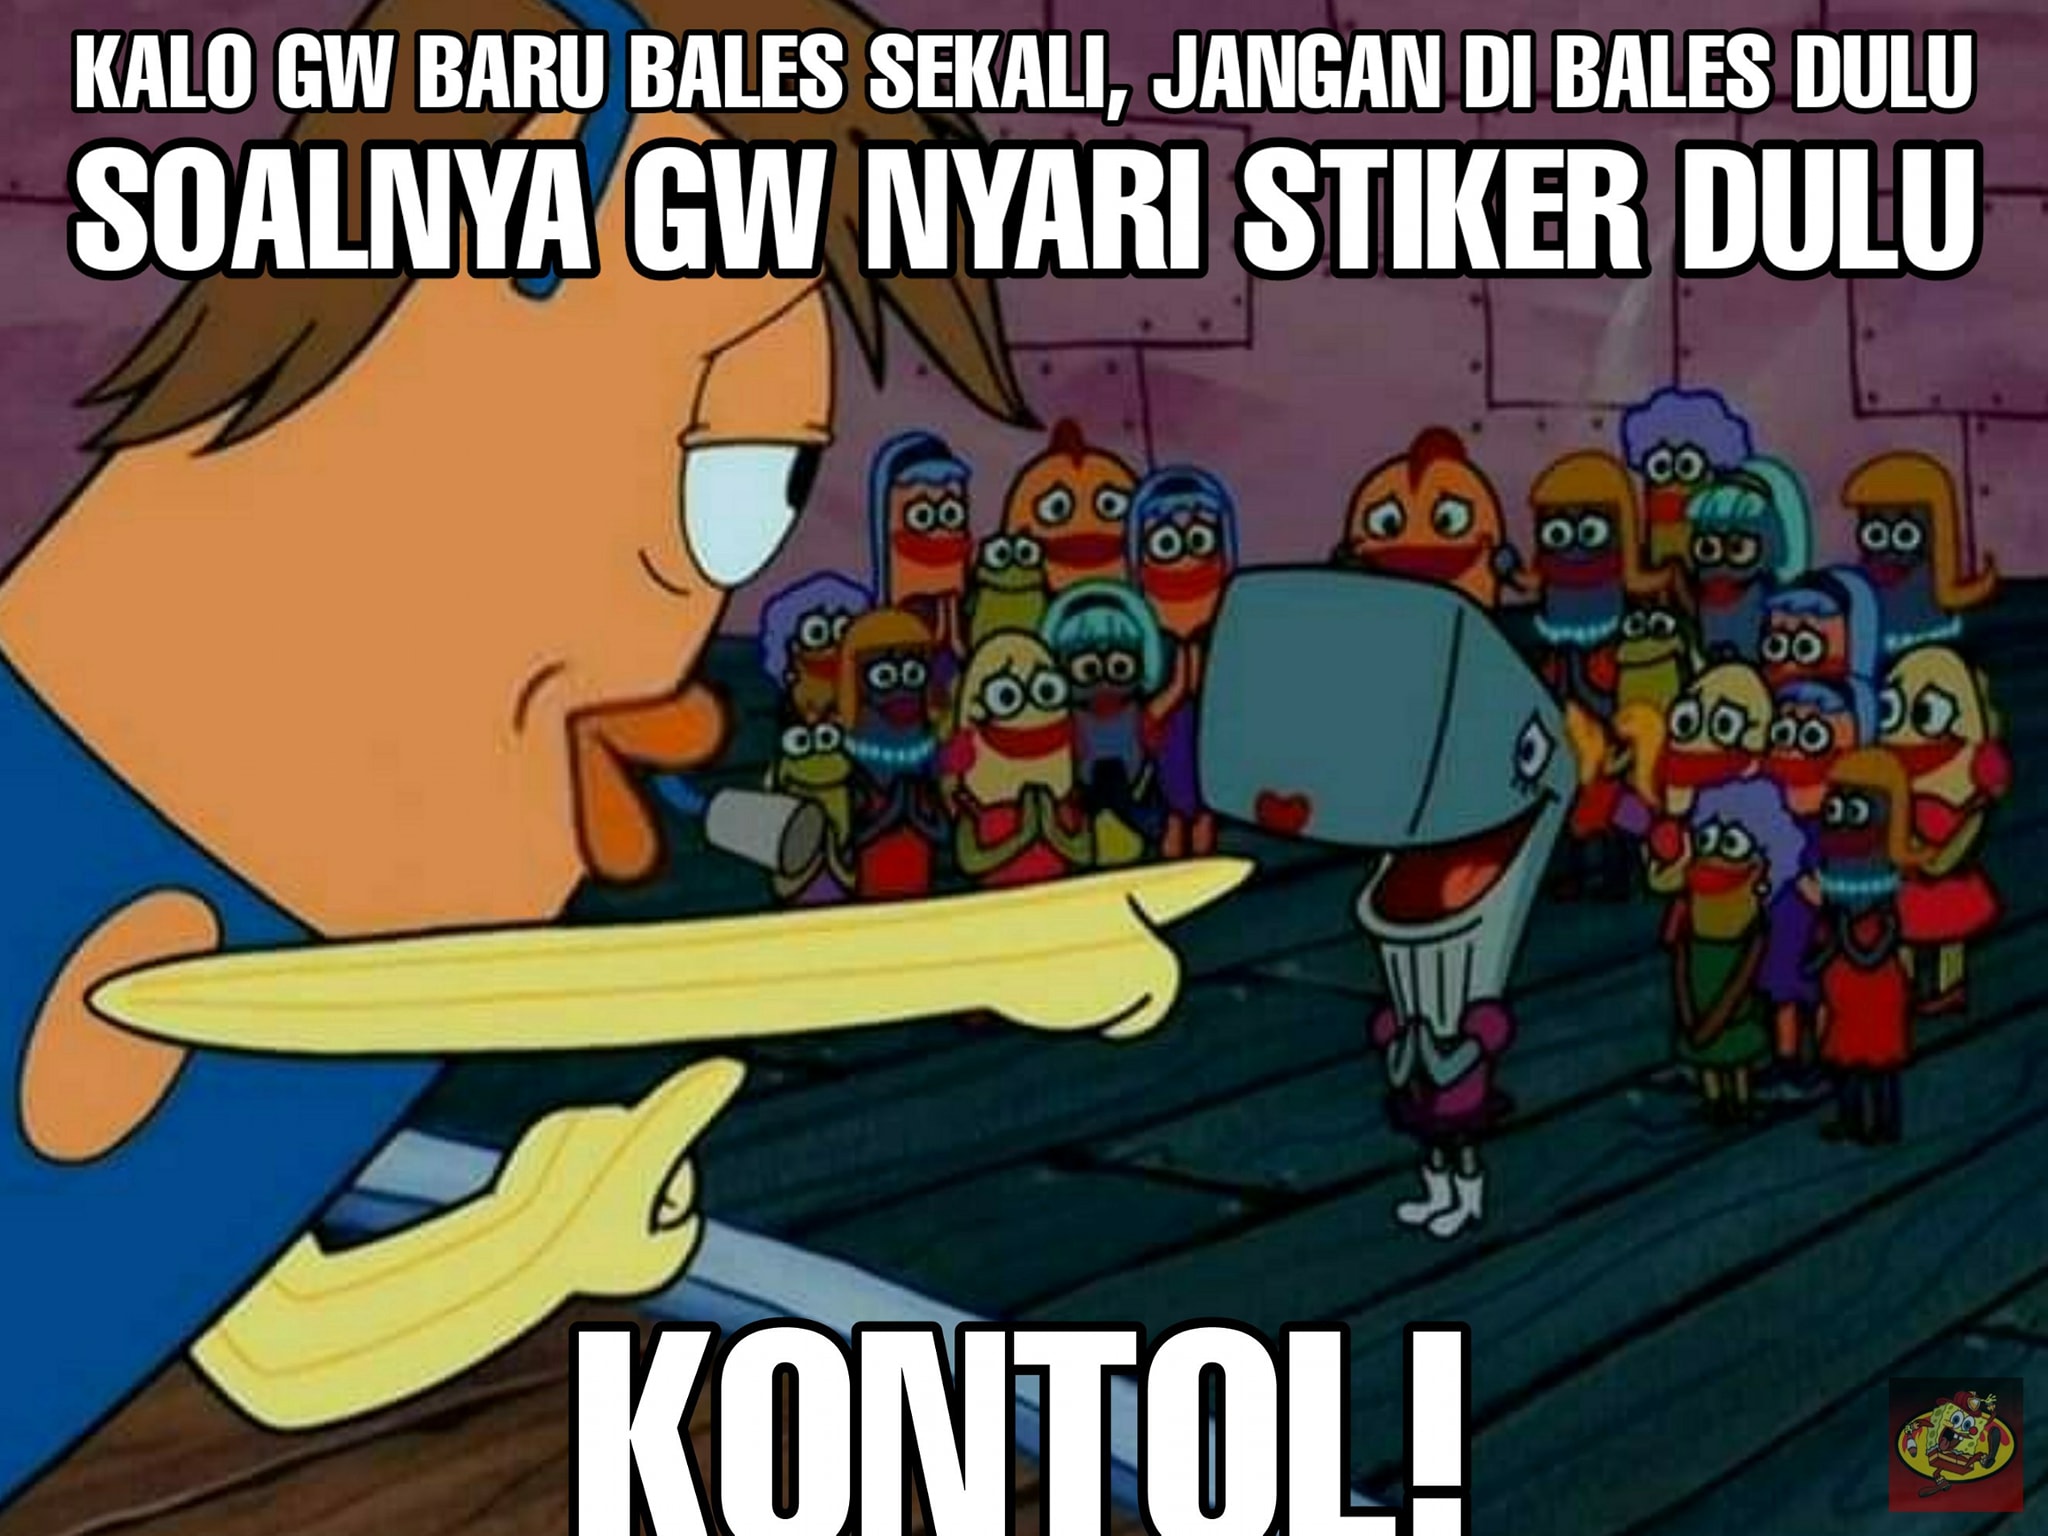 KALO GW BARU BALES SEKALI, JANGAN DI BALES DULU
SOALNYA GW NYARI STIKER DULU
KONTOL!